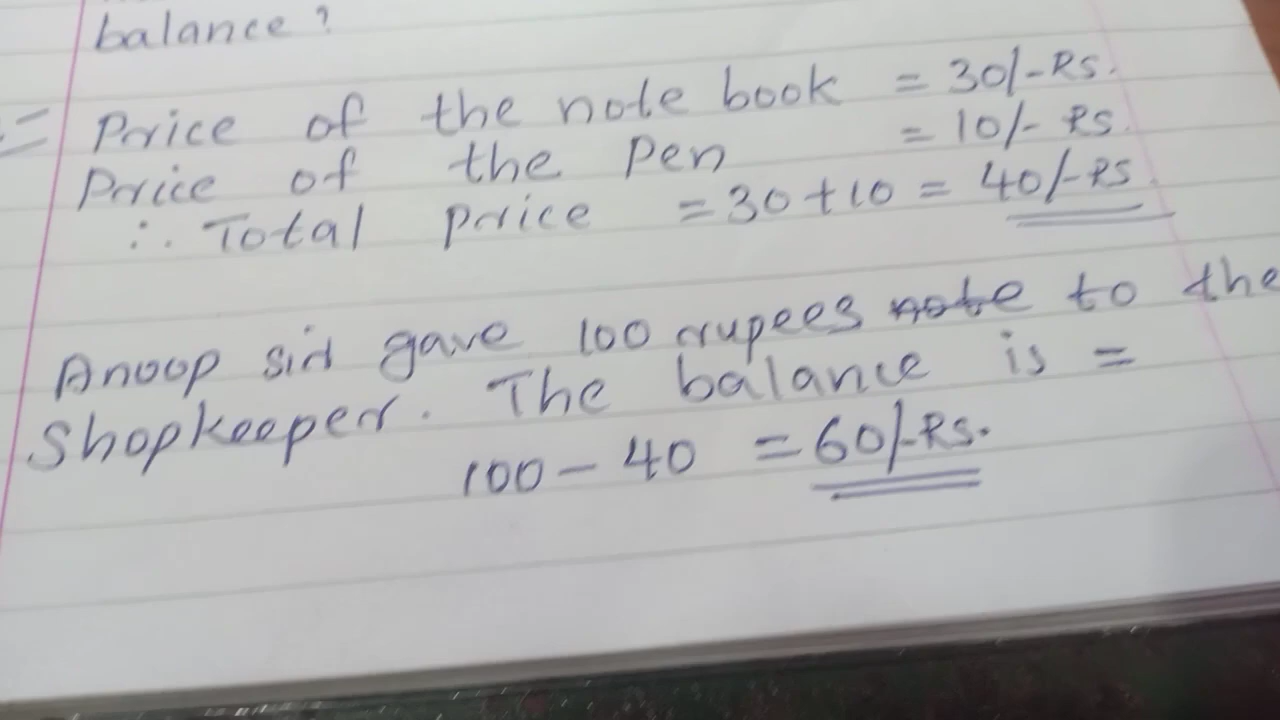 balance?
= Price of the note book = 30/-Rs.
Price of the Pen = 10/- Rs.
∴ Total price = 30+10 = 40/-RS.
Anoop sir gave 100 rupees note to the
Shopkeeper. The balance is =
100 - 40 = 60/-Rs.